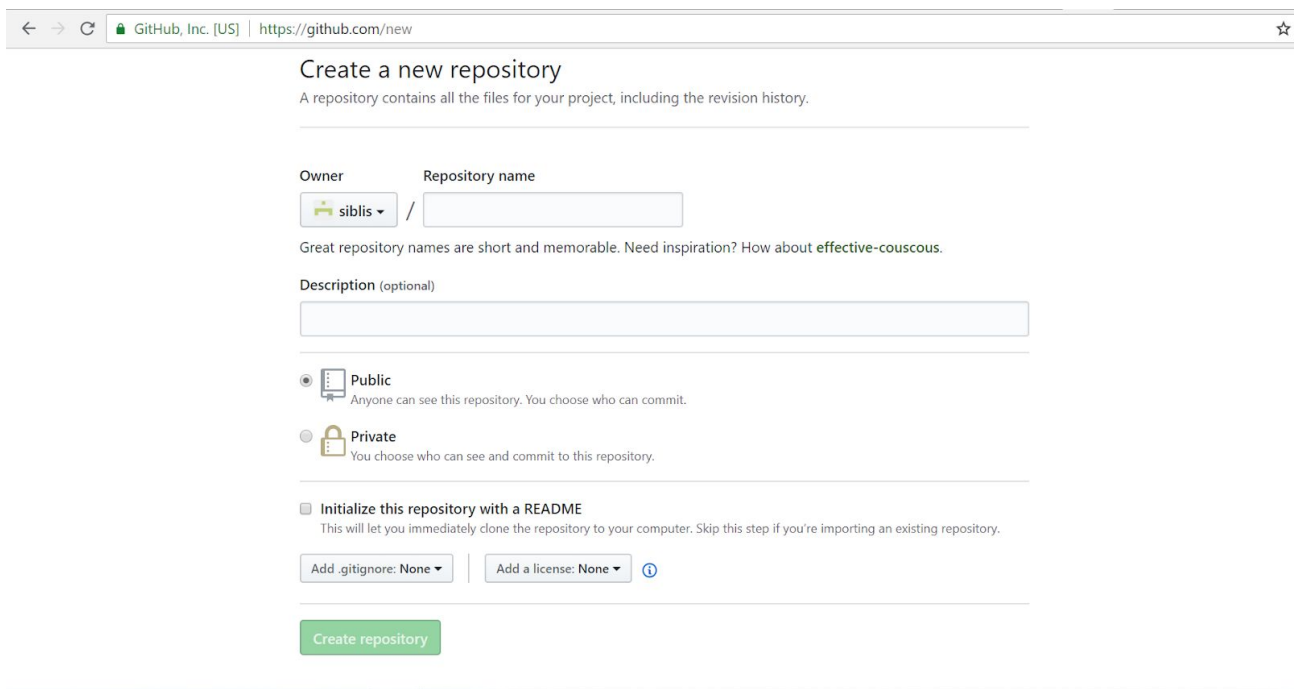 GitHub, Inc. [US] https://github.com/new
Create a new repository
A repository contains all the files for your project, including the revision history.
Owner Repository name
siblis /
Great repository names are short and memorable. Need inspiration? How about effective-couscous.
Description (optional)
Public
Anyone can see this repository. You choose who can commit.
Private
You choose who can see and commit to this repository.
Initialize this repository with a README
This will let you immediately clone the repository to your computer. Skip this step if you're importing an existing repository.
Add .gitignore: None Add a license: None
Create repository